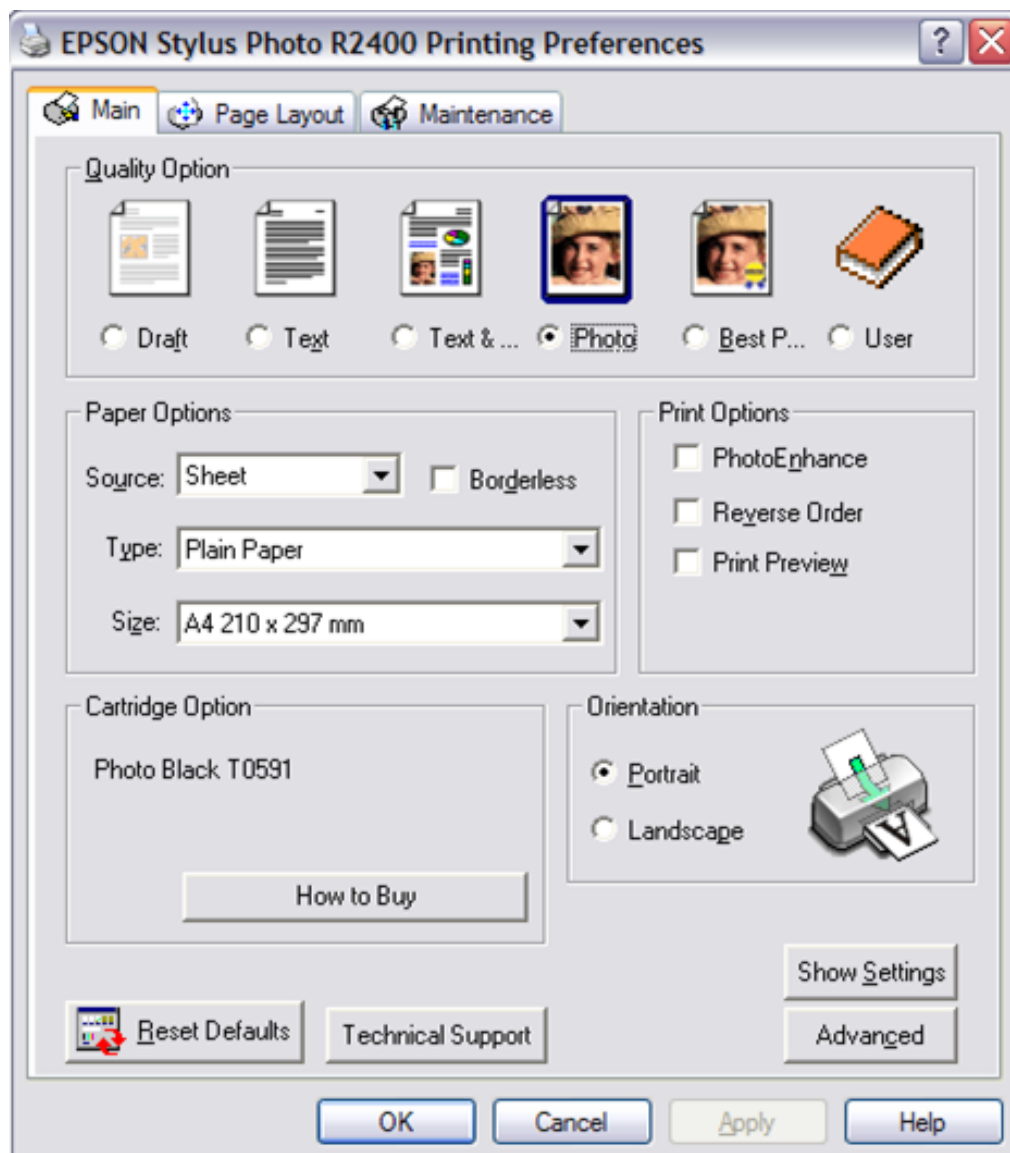 EPSON Stylus Photo R2400 Printing Preferences
Main Page Layout Maintenance
Quality Option
Draft Text Text & ... Photo Best P... User
Paper Options
Source: Sheet Borderless
Type: Plain Paper
Size: A4 210 x 297 mm
Print Options
PhotoEnhance
Reverse Order
Print Preview
Cartridge Option
Photo Black T0591
How to Buy
Orientation
Portrait
Landscape
A
Show Settings
Reset Defaults Technical Support Advanced
OK Cancel Apply Help